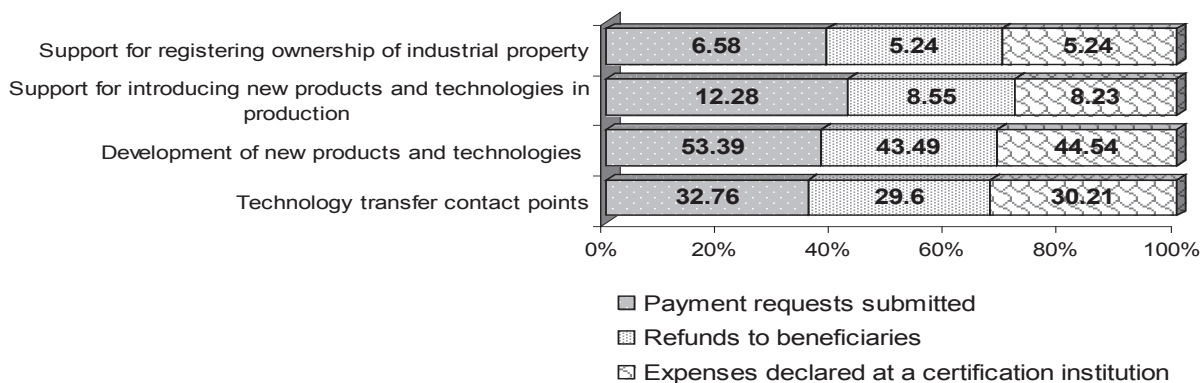 Support for registering ownership of industrial property
6.58 5.24 5.24
Support for introducing new products and technologies in
production
12.28 8.55 8.23
Development of new products and technologies
53.39 43.49 44.54
Technology transfer contact points
32.76 29.6 30.21
0% 20% 40% 60% 80% 100%
Payment requests submitted
Refunds to beneficiaries
Expenses declared at a certification institution